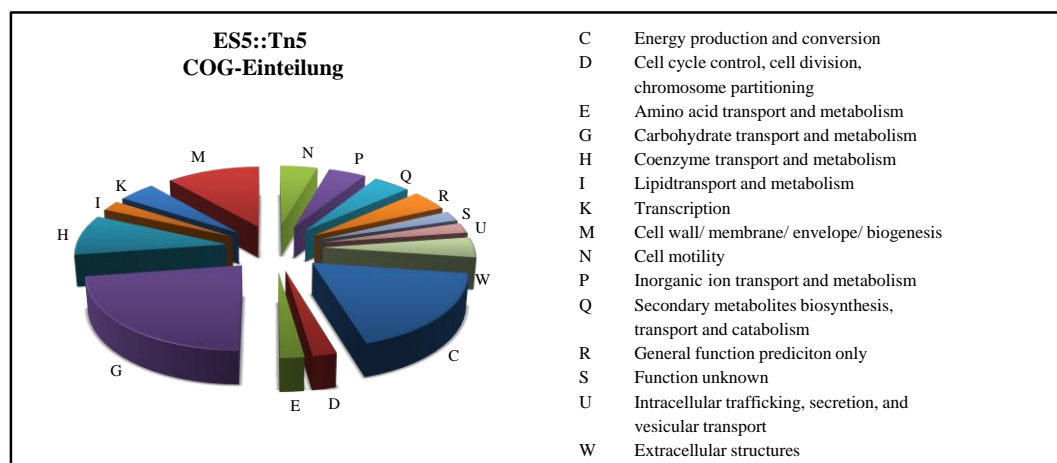 ES5::Tn5
COG-Einteilung
N
P
Q
R
S
U
W
C
D
E
G
H
I
K
M
C Energy production and conversion
D Cell cycle control, cell division,
chromosome partitioning
E Amino acid transport and metabolism
G Carbohydrate transport and metabolism
H Coenzyme transport and metabolism
I Lipidtransport and metabolism
K Transcription
M Cell wall/ membrane/ envelope/ biogenesis
N Cell motility
P Inorganic ion transport and metabolism
Q Secondary metabolites biosynthesis,
transport and catabolism
R General function prediciton only
S Function unknown
U Intracellular trafficking, secretion, and
vesicular transport
W Extracellular structures